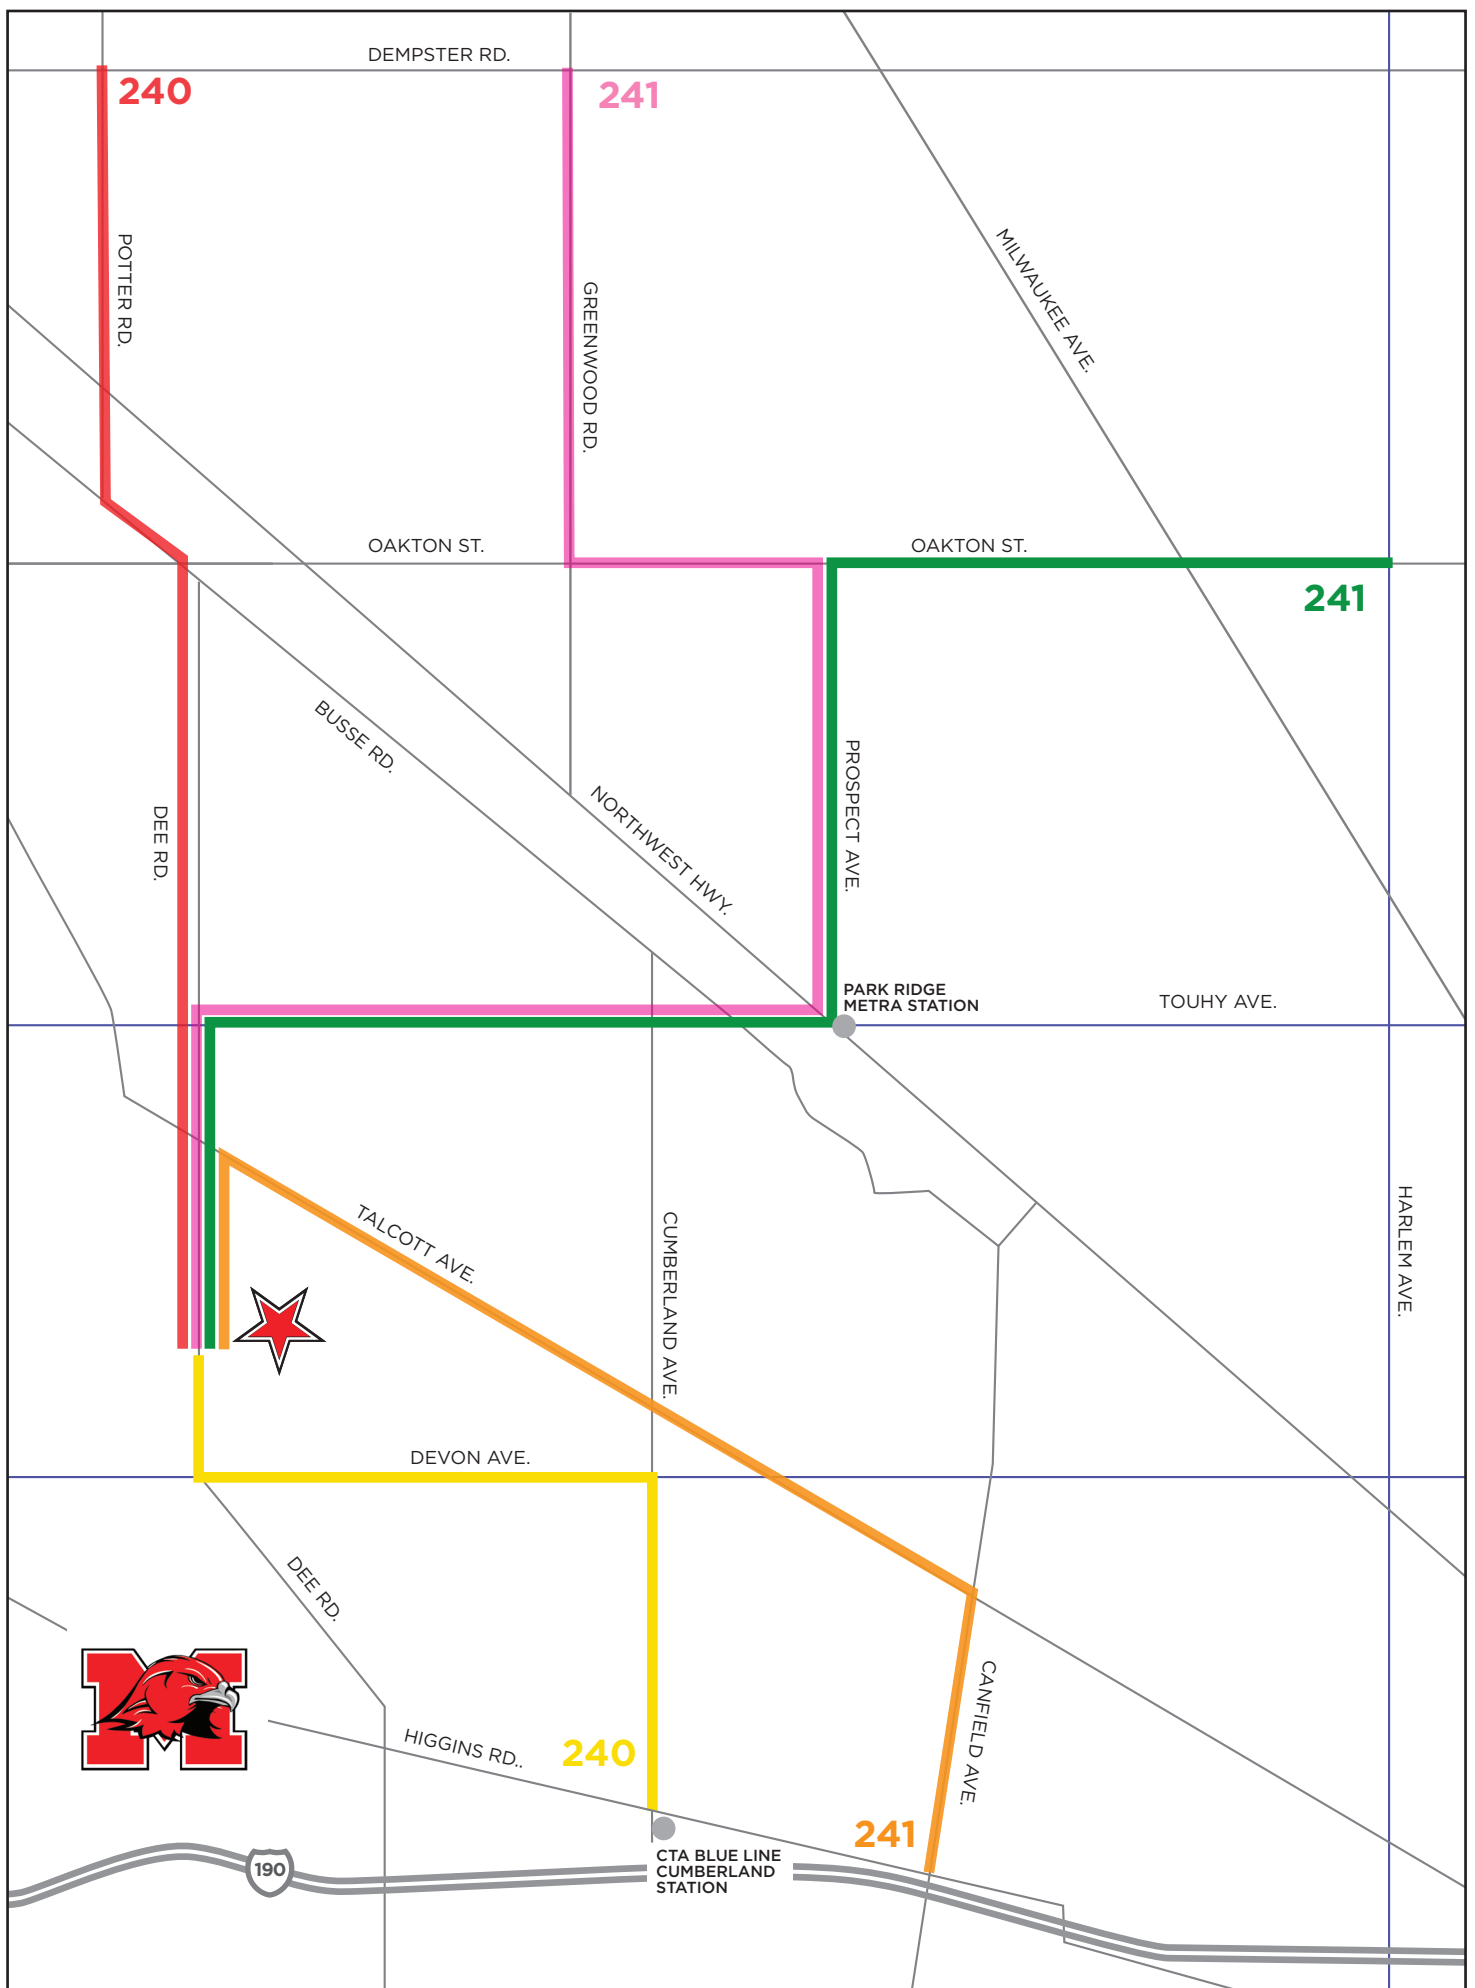 DEMPSTER RD.
240
241
POTTER RD.
GREENWOOD RD.
MILWAUKEE AVE.
OAKTON ST.
OAKTON ST.
241
BUSSE RD.
DEE RD.
NORTHWEST HWY.
PROSPECT AVE.
PARK RIDGE
METRA STATION
TOUHY AVE.
TALCOTT AVE.
CUMBERLAND AVE.
HARLEM AVE.
DEVON AVE.
DEE RD.
M
CANFIELD AVE.
HIGGINS RD..
240
241
190
CTA BLUE LINE
CUMBERLAND
STATION